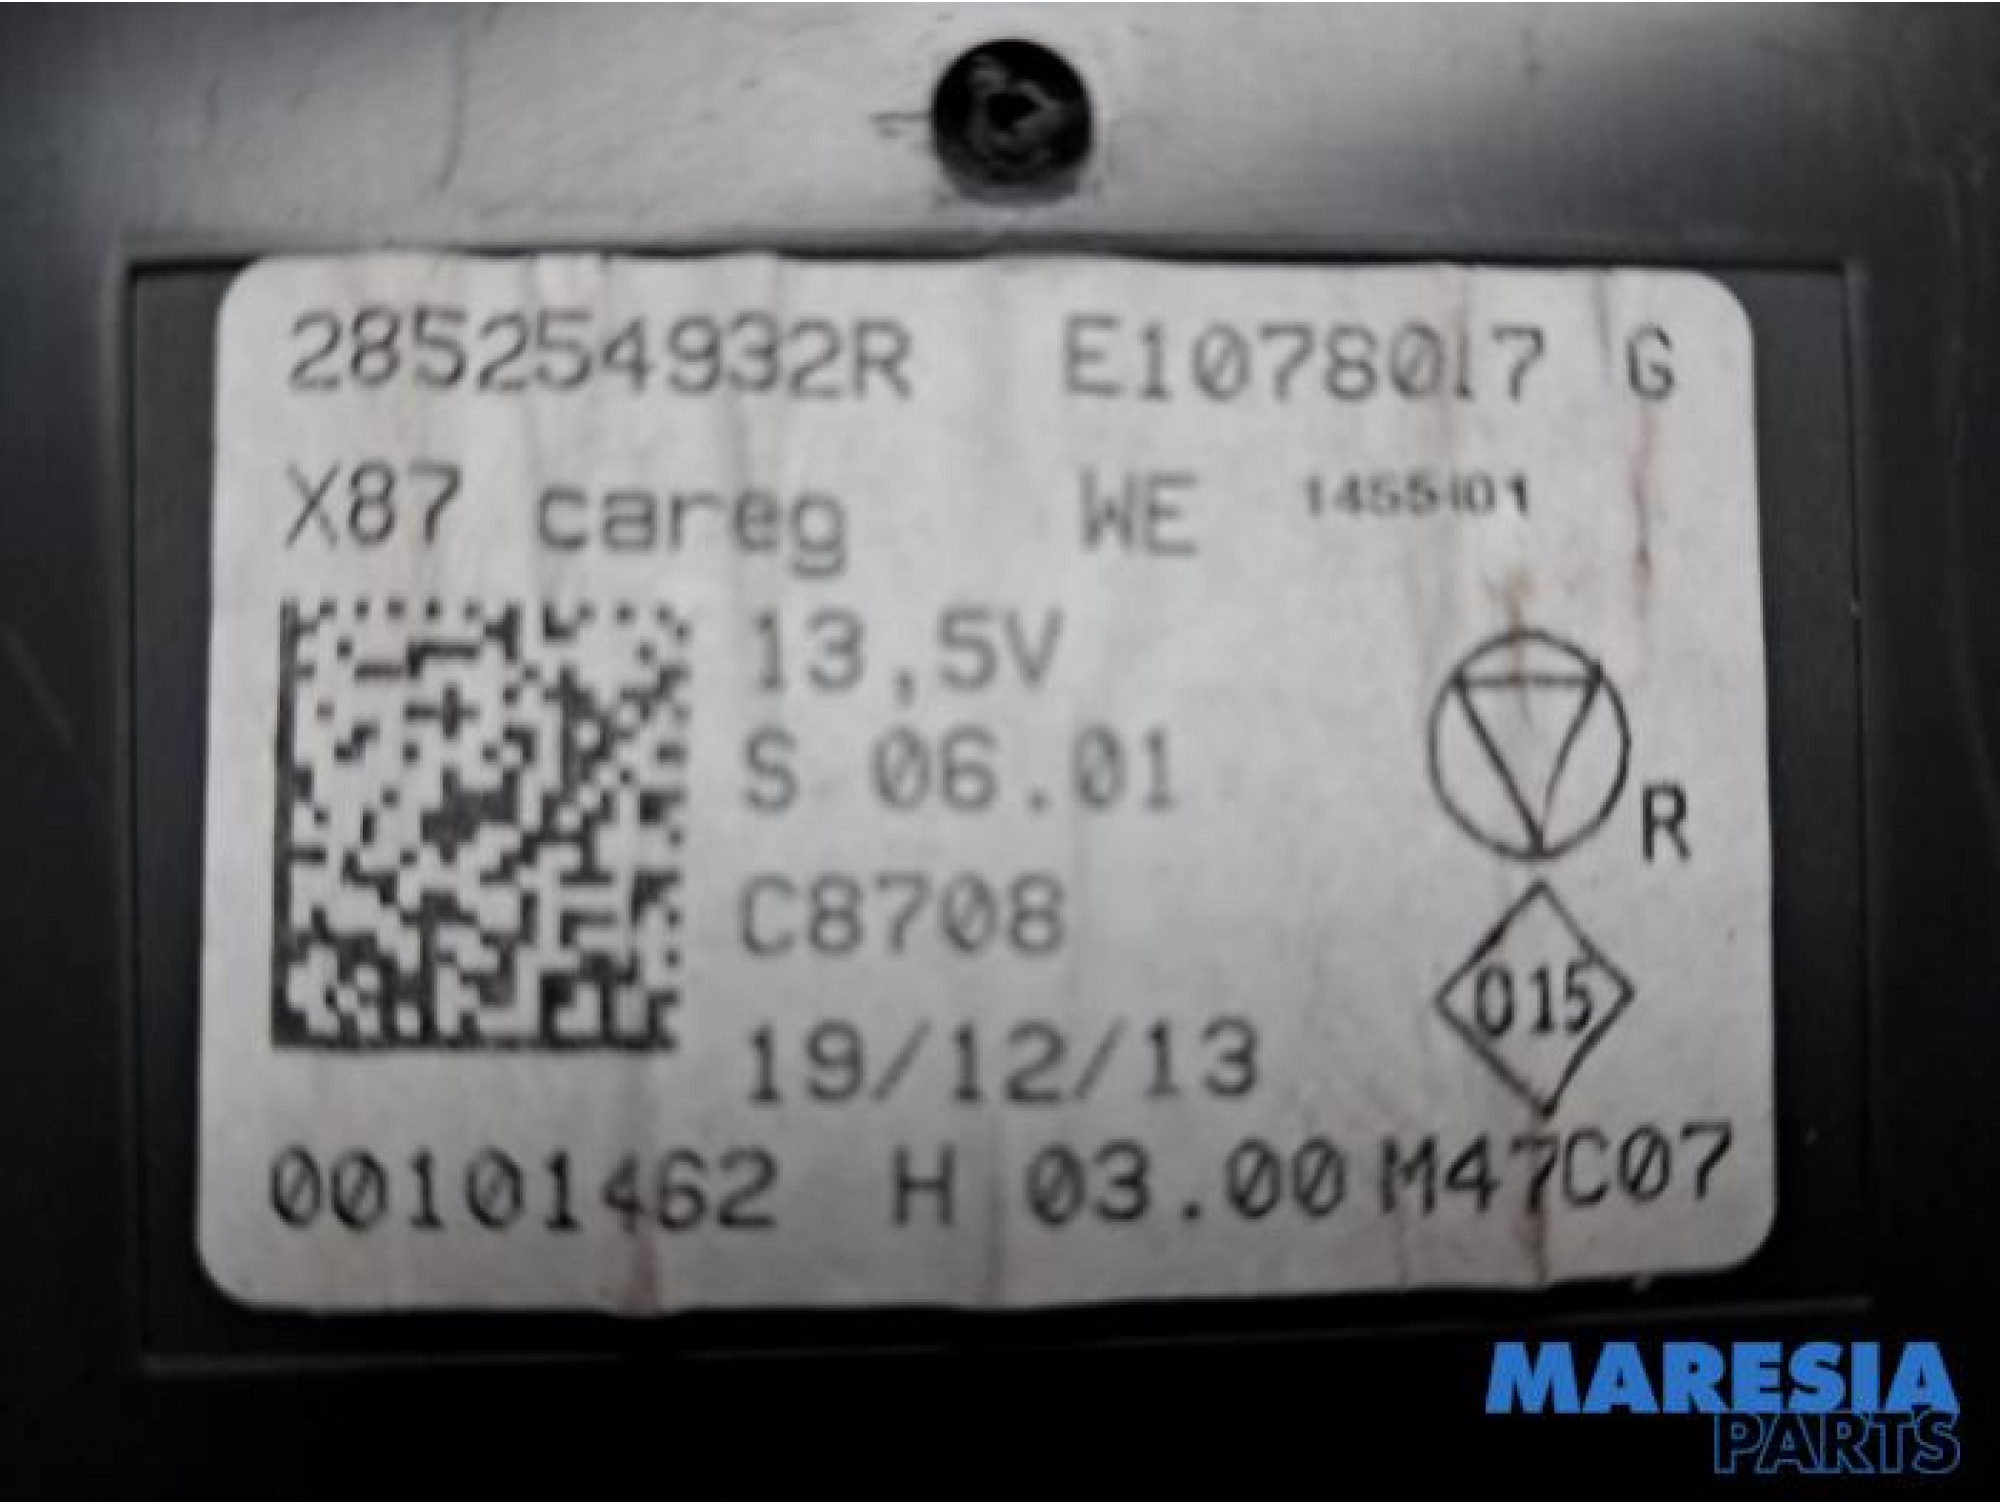 285254932R E1078017 G
X87 careg WE 1455401
13,5V
S 06.01
R
C8708
015
19/12/13
00101462 H 03.00 M47C07
MARESIA
PARTS